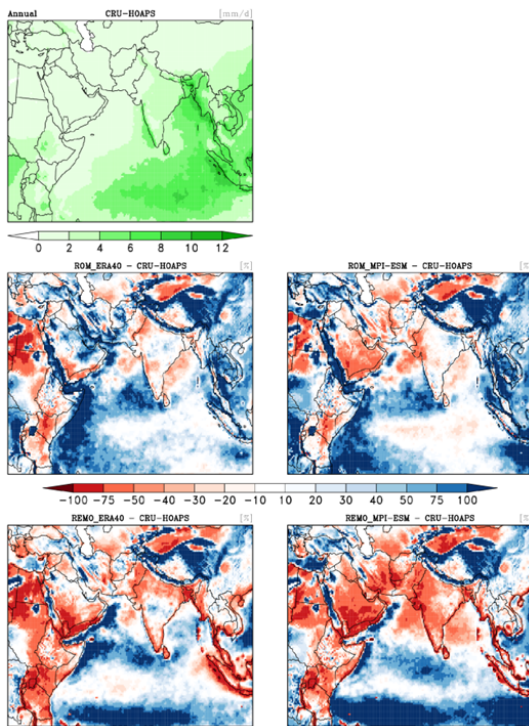 Annual CRU-HOAPS [mm/d]
0 2 4 6 8 10 12
ROM_ERA40 - CRU-HOAPS [%]
ROM_MPI-ESM - CRU-HOAPS [%]
-100 -75 -50 -40 -30 -20 -10 10 20 30 40 50 75 100
REMO_ERA40 - CRU-HOAPS [%]
REMO_MPI-ESM - CRU-HOAPS [%]